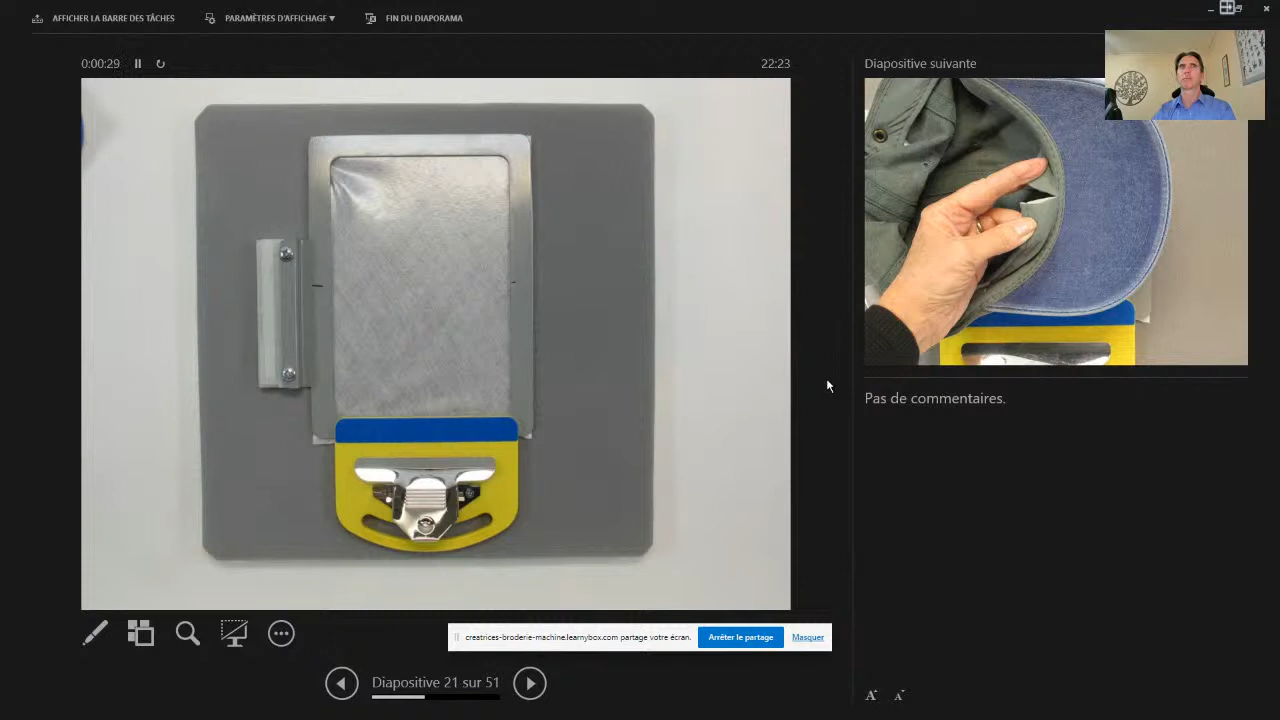 AFFICHER LA BARRE DES TÂCHES
PARAMÈTRES D'AFFICHAGE ▼
FIN DU DIAPORAMA
0:00:29
22:23
Diapositive suivante
Pas de commentaires.
creatrices-broderie-machine.learnybox.com partage votre écran.
Arrêter le partage
Masquer
Diapositive 21 sur 51
A A